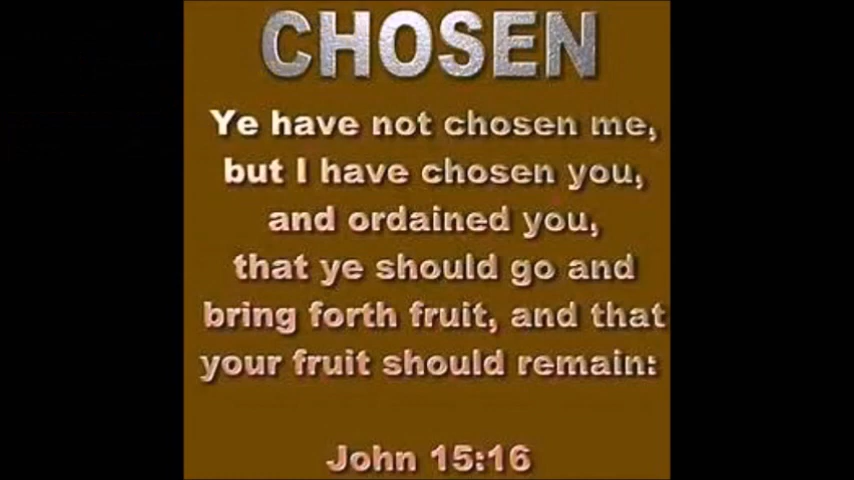 CHOSEN
Ye have not chosen me,
but I have chosen you,
and ordained you,
that ye should go and
bring forth fruit, and that
your fruit should remain:
John 15:16